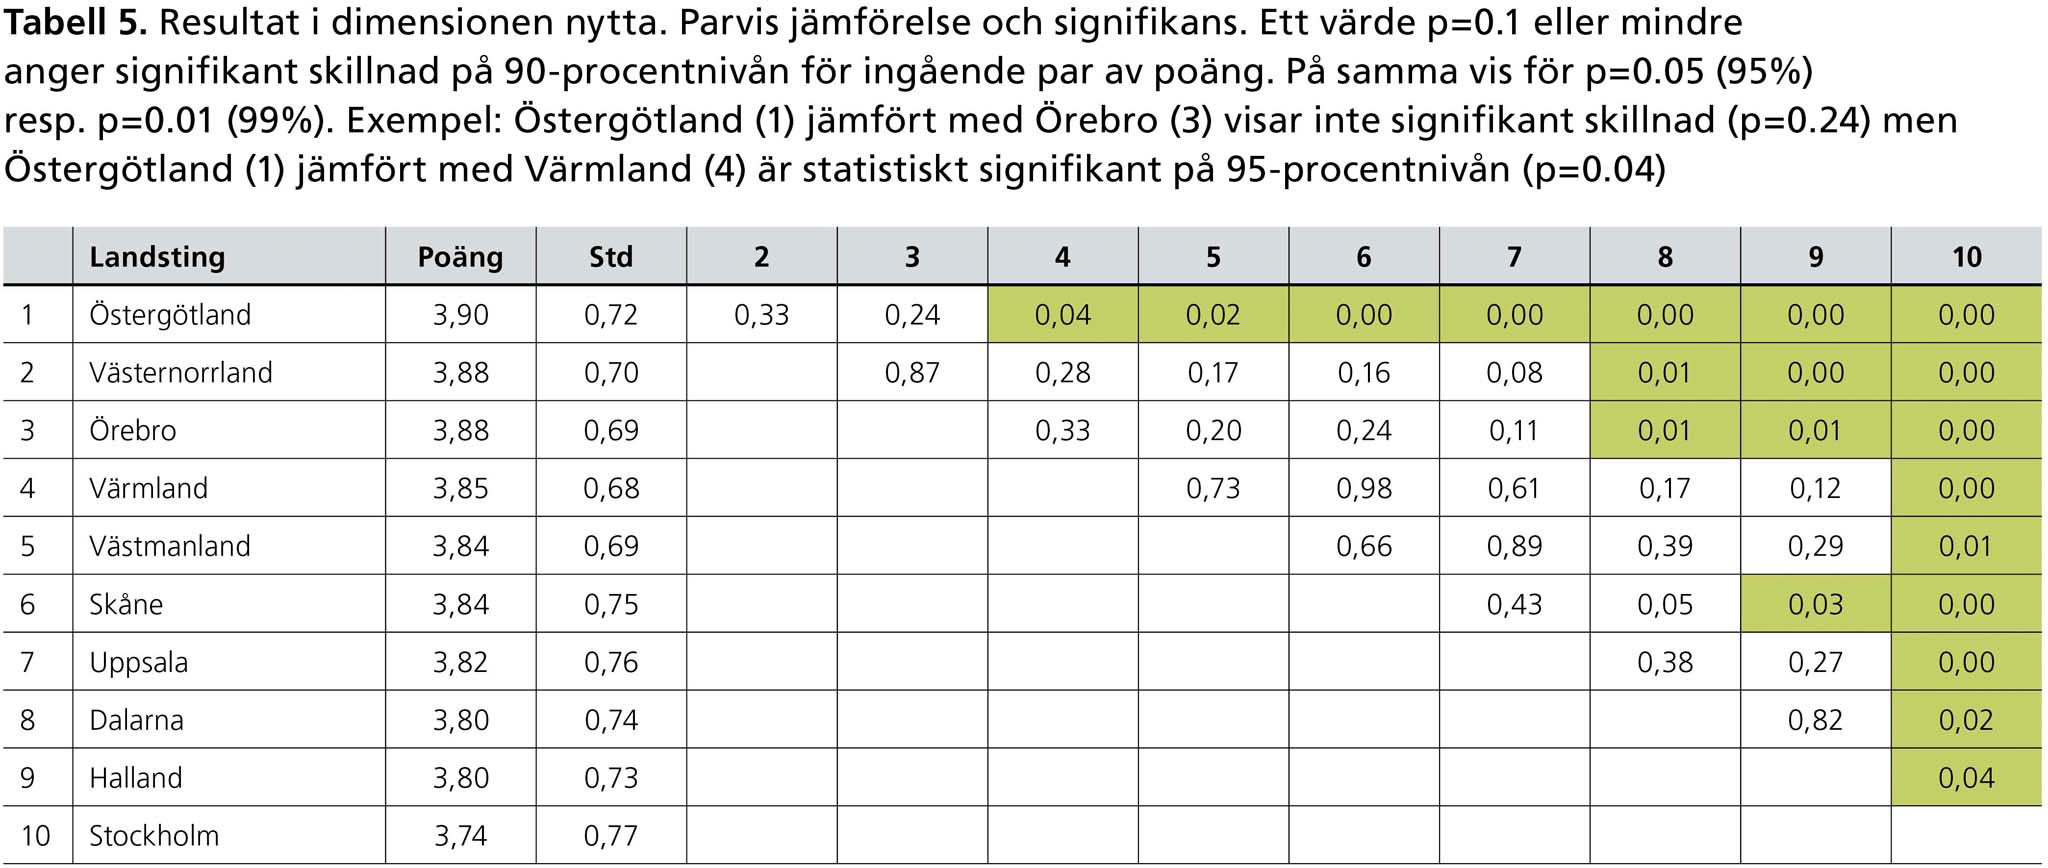 Tabell 5. Resultat i dimensionen nytta. Parvis jämförelse och signifikans. Ett värde p=0.1 eller mindre
anger signifikant skillnad på 90-procentnivån för ingående par av poäng. På samma vis för p=0.05 (95%)
resp. p=0.01 (99%). Exempel: Östergötland (1) jämfört med Örebro (3) visar inte signifikant skillnad (p=0.24) men
Östergötland (1) jämfört med Värmland (4) är statistiskt signifikant på 95-procentnivån (p=0.04)
Landsting Poäng Std 2 3 4 5 6 7 8 9 10
1 Östergötland 3,90 0,72 0,33 0,24 0,04 0,02 0,00 0,00 0,00 0,00 0,00
2 Västernorrland 3,88 0,70 0,87 0,28 0,17 0,16 0,08 0,01 0,00 0,00
3 Örebro 3,88 0,69 0,33 0,20 0,24 0,11 0,01 0,01 0,00
4 Värmland 3,85 0,68 0,73 0,98 0,61 0,17 0,12 0,00
5 Västmanland 3,84 0,69 0,66 0,89 0,39 0,29 0,01
6 Skåne 3,84 0,75 0,43 0,05 0,03 0,00
7 Uppsala 3,82 0,76 0,38 0,27 0,00
8 Dalarna 3,80 0,74 0,82 0,02
9 Halland 3,80 0,73 0,04
10 Stockholm 3,74 0,77